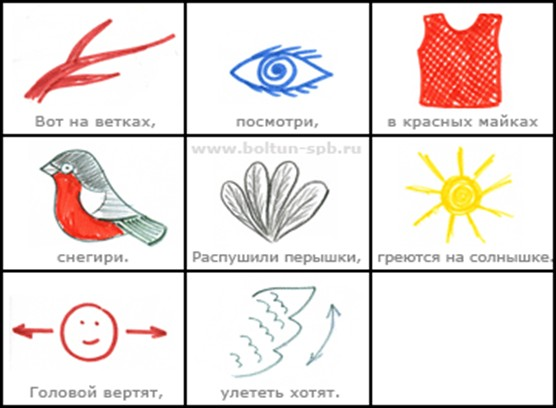 Вот на ветках,
посмотри,
в красных майках
www.boltun-spb.ru
снегири.
Распушили перышки,
греются на солнышке.
Головой вертят,
улететь хотят.